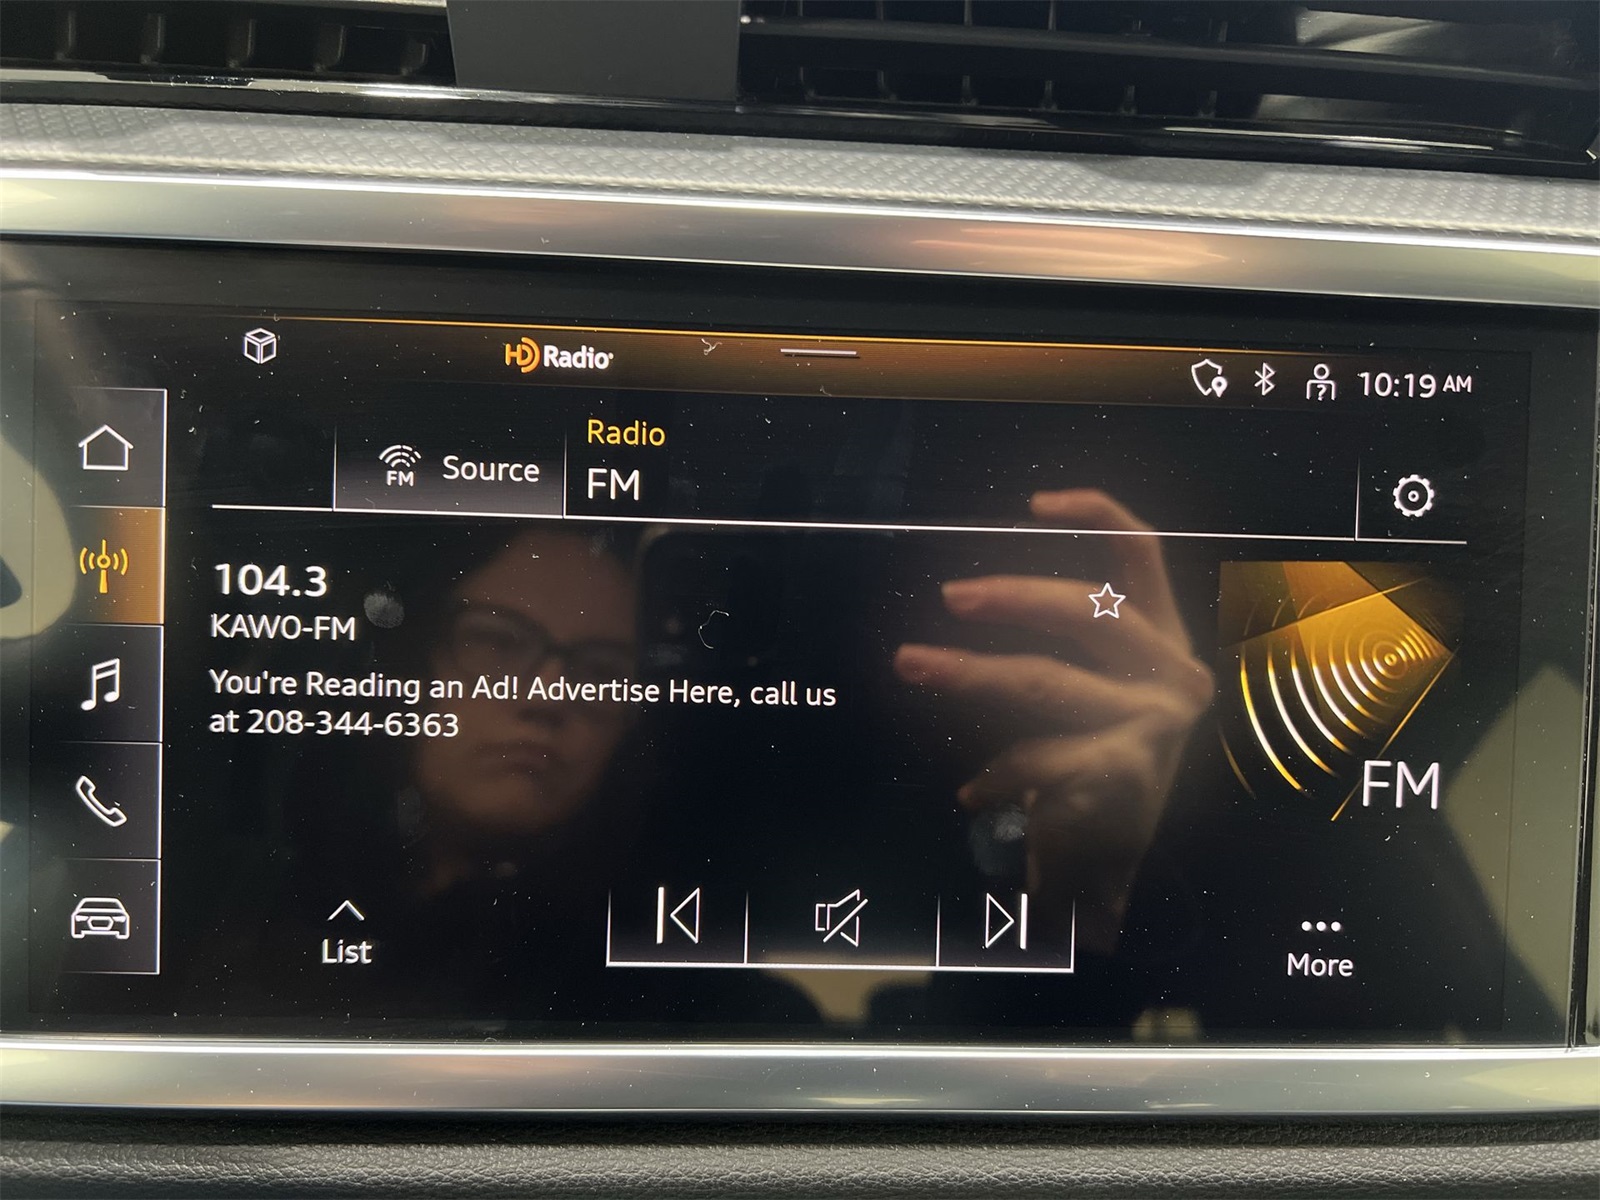 HD Radio
10:19 AM
FM
Source
Radio
FM
104.3
KAWO-FM
You're Reading an Ad! Advertise Here, call us
at 208-344-6363
FM
List
More